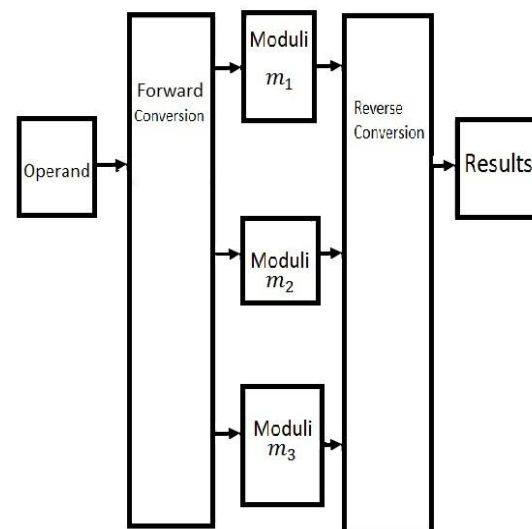 Operand
Forward
Conversion
Moduli
m₁
Moduli
m₂
Moduli
m₃
Reverse
Conversion
Results